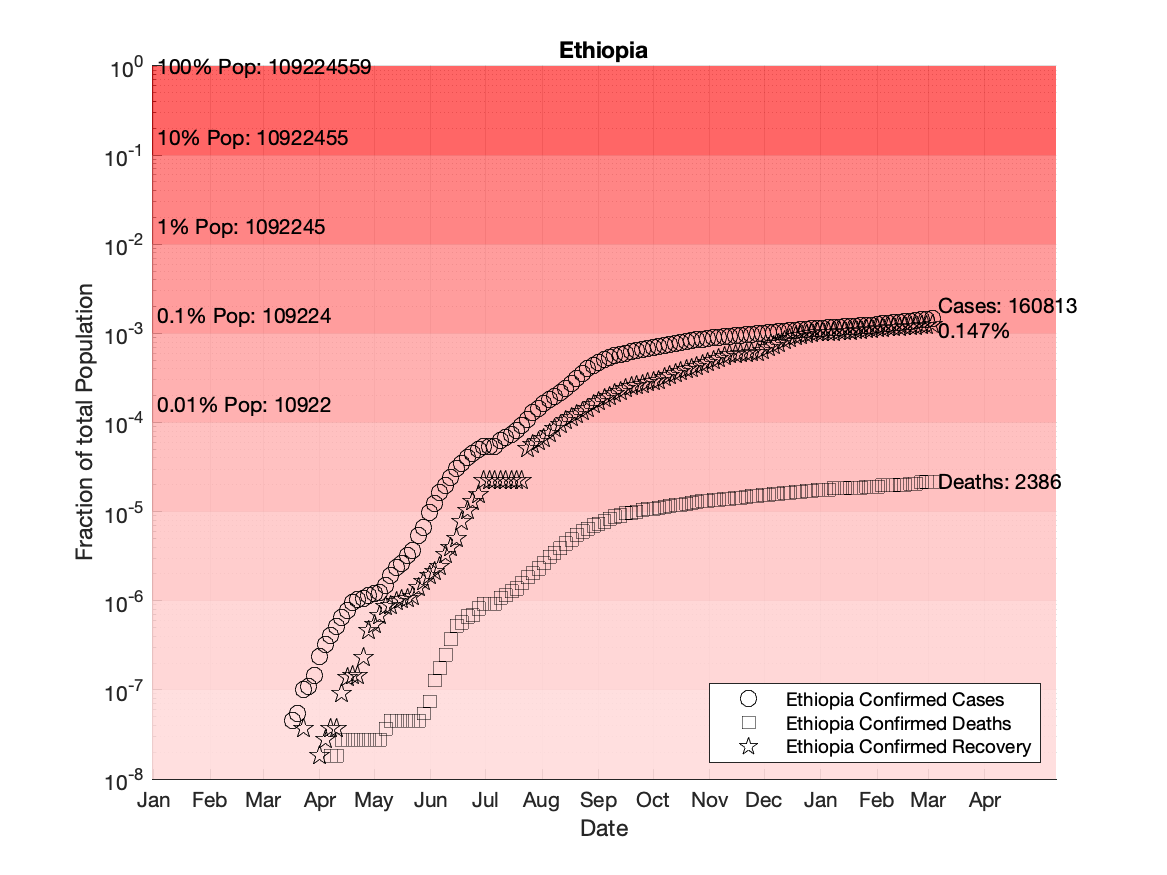 Ethiopia
10^0
100% Pop: 109224559
10% Pop: 10922455
10^-1
1% Pop: 1092245
10^-2
0.1% Pop: 109224
Cases: 160813
10^-3
0.147%
0.01% Pop: 10922
10^-4
Deaths: 2386
10^-5
10^-6
10^-7
10^-8
Fraction of total Population
Ethiopia Confirmed Cases
Ethiopia Confirmed Deaths
Ethiopia Confirmed Recovery
Jan Feb Mar Apr May Jun Jul Aug Sep Oct Nov Dec Jan Feb Mar Apr
Date